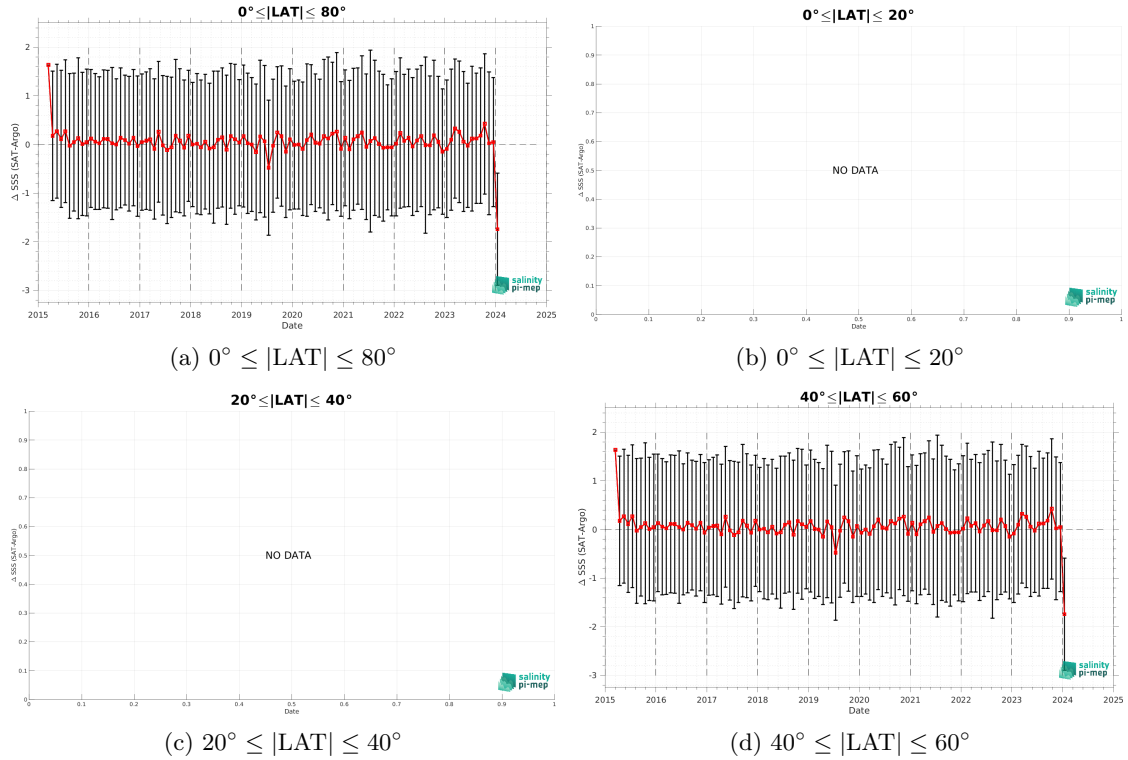 0°≤|LAT|≤ 80°
Δ SSS (SAT-Argo)
2
1
0
-1
-2
-3
2015 2016 2017 2018 2019 2020 2021 2022 2023 2024 2025
Date
salinity
pi-mep
(a) 0° ≤ |LAT| ≤ 80°
0°≤|LAT|≤ 20°
Δ SSS (SAT-Argo)
1
0.9
0.8
0.7
0.6
0.5
0.4
0.3
0.2
0.1
0
NO DATA
0 0.1 0.2 0.3 0.4 0.5 0.6 0.7 0.8 0.9 1
Date
salinity
pi-mep
(b) 0° ≤ |LAT| ≤ 20°
20°≤|LAT|≤ 40°
Δ SSS (SAT-Argo)
1
0.9
0.8
0.7
0.6
0.5
0.4
0.3
0.2
0.1
0
NO DATA
0 0.1 0.2 0.3 0.4 0.5 0.6 0.7 0.8 0.9 1
Date
salinity
pi-mep
(c) 20° ≤ |LAT| ≤ 40°
40°≤|LAT|≤ 60°
Δ SSS (SAT-Argo)
2
1
0
-1
-2
-3
2015 2016 2017 2018 2019 2020 2021 2022 2023 2024 2025
Date
salinity
pi-mep
(d) 40° ≤ |LAT| ≤ 60°